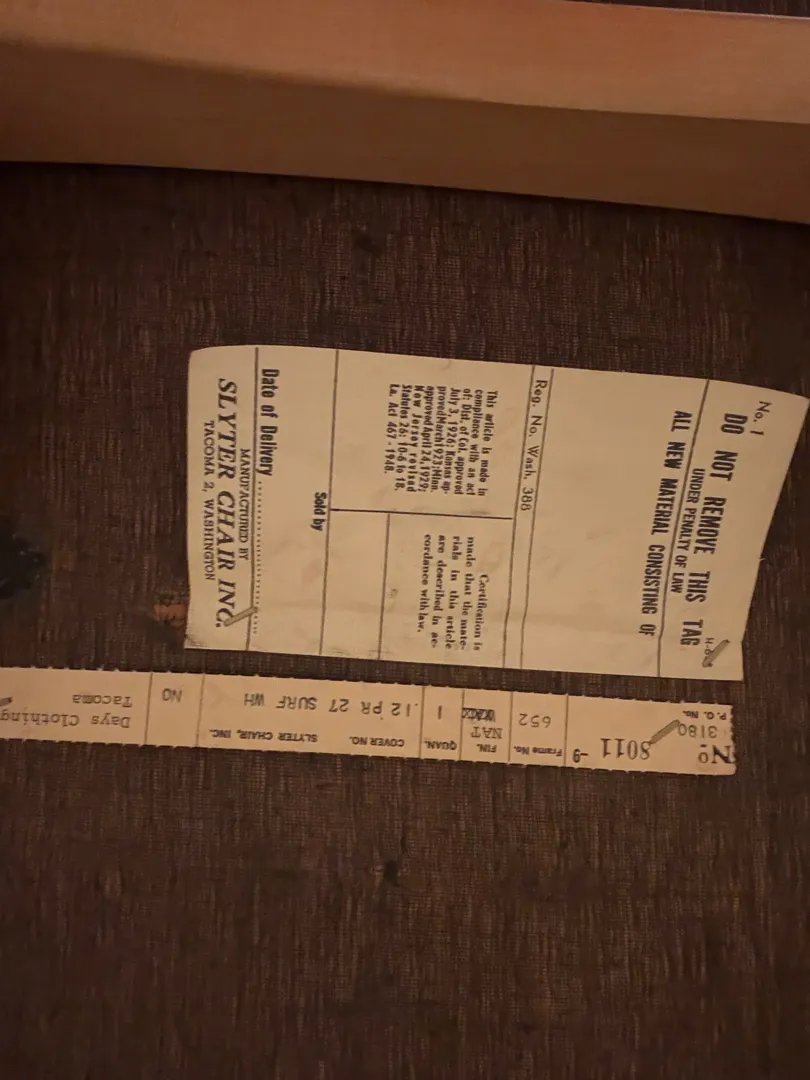 No. 1
DO NOT REMOVE THIS TAG
UNDER PENALTY OF LAW
ALL NEW MATERIAL CONSISTING OF
Reg. No. Wash. 388
This article is made in
compliance with an act
of: Dist. of Col. approved
July 3, 1926: Kansas ap-
proved March 1923: Minn.
approved April 24, 1929;
New Jersey revised
Statutes 26: 10-6 to 18.
La. Act 467 - 1948.
Certification is
made that the mate-
rials in this article
are described in ac-
cordance with law.
Sold by
Date of Delivery
MANUFACTURED BY
SLYTER CHAIR INC.
TACOMA 2, WASHINGTON
No 8011 -9
P. O. No.
3180
Frame No.
652
FIN.
NAT
QUAN.
1
COVER NO.
SLYTER CHAIR, INC.
.12 PR 27 SURF WH
NO
Days Clothing
Tacoma